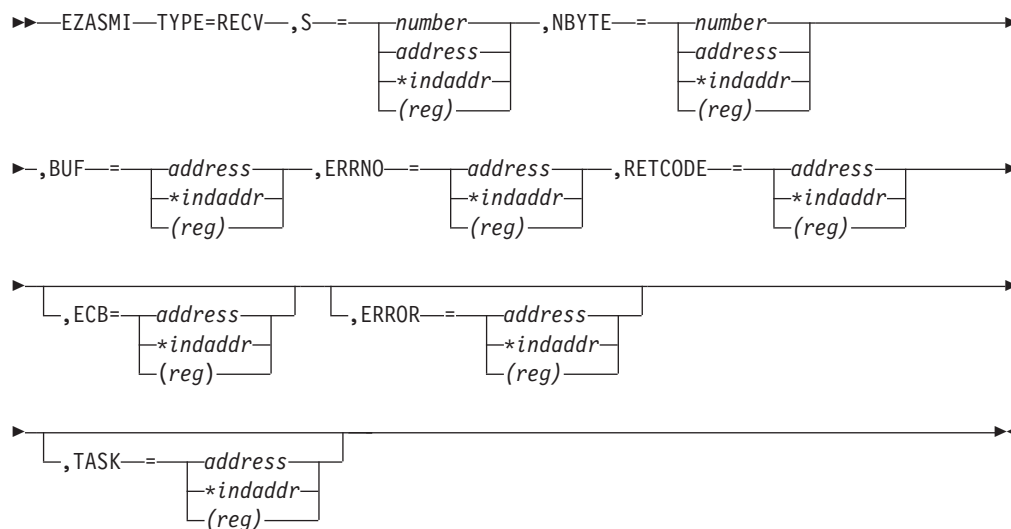 EZASMI TYPE=RECV ,S = number ,NBYTE = number
address address
*indaddr *indaddr
(reg) (reg)
,BUF = address ,ERRNO = address ,RETCODE = address
*indaddr *indaddr *indaddr
(reg) (reg) (reg)
,ECB= address ,ERROR = address
*indaddr *indaddr
(reg) (reg)
,TASK = address
*indaddr
(reg)